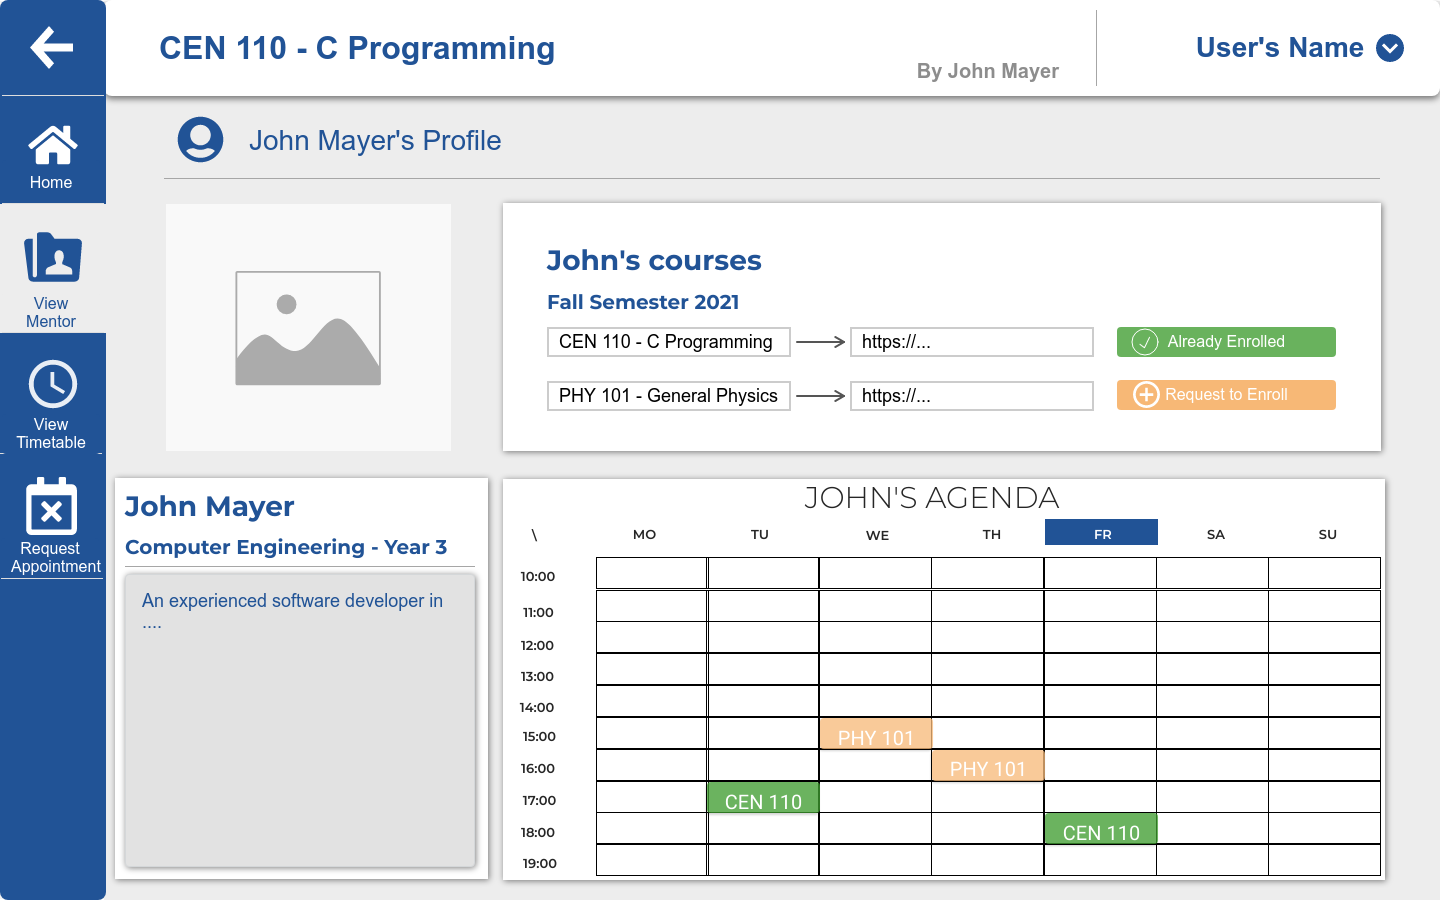 CEN 110 - C Programming
By John Mayer
User's Name
Home
View
Mentor
View
Timetable
Request
Appointment
John Mayer's Profile
John's courses
Fall Semester 2021
CEN 110 - C Programming https://... Already Enrolled
PHY 101 - General Physics https://... Request to Enroll
John Mayer
Computer Engineering - Year 3
An experienced software developer in
....
JOHN'S AGENDA
\ MO TU WE TH FR SA SU
10:00
11:00
12:00
13:00
14:00
15:00 PHY 101
16:00 PHY 101
17:00 CEN 110
18:00 CEN 110
19:00